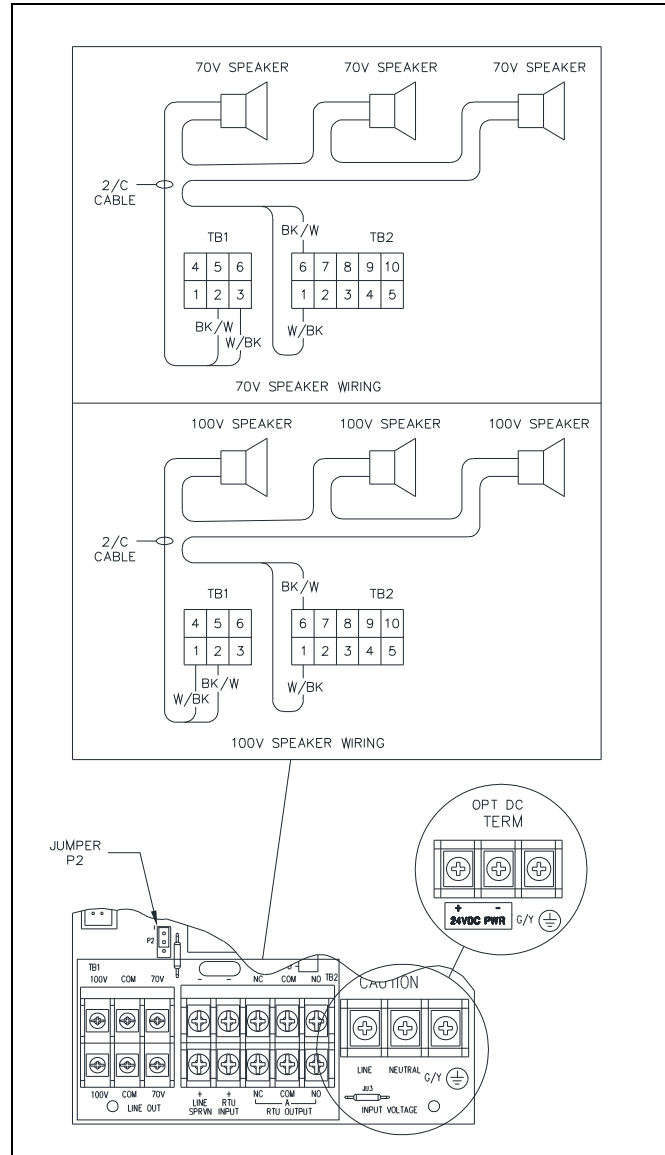 70V SPEAKER 70V SPEAKER 70V SPEAKER
2/C
CABLE
BK/W
TB1 TB2
4 5 6 6 7 8 9 10
1 2 3 1 2 3 4 5
BK/W W/BK
W/BK
70V SPEAKER WIRING
100V SPEAKER 100V SPEAKER 100V SPEAKER
2/C
CABLE
BK/W
TB1 TB2
4 5 6 6 7 8 9 10
1 2 3 1 2 3 4 5
BK/W W/BK
W/BK
100V SPEAKER WIRING
OPT DC
TERM
+ -
24VDC PWR G/Y
JUMPER
P2
1
P2
TB1 TB2
100V COM 70V - - NC COM NO
CAUTION
LINE NEUTRAL G/Y
100V COM 70V + + NC COM NO
LINE OUT LINE SPRVN RTU INPUT A RTU OUTPUT
JU3
INPUT VOLTAGE